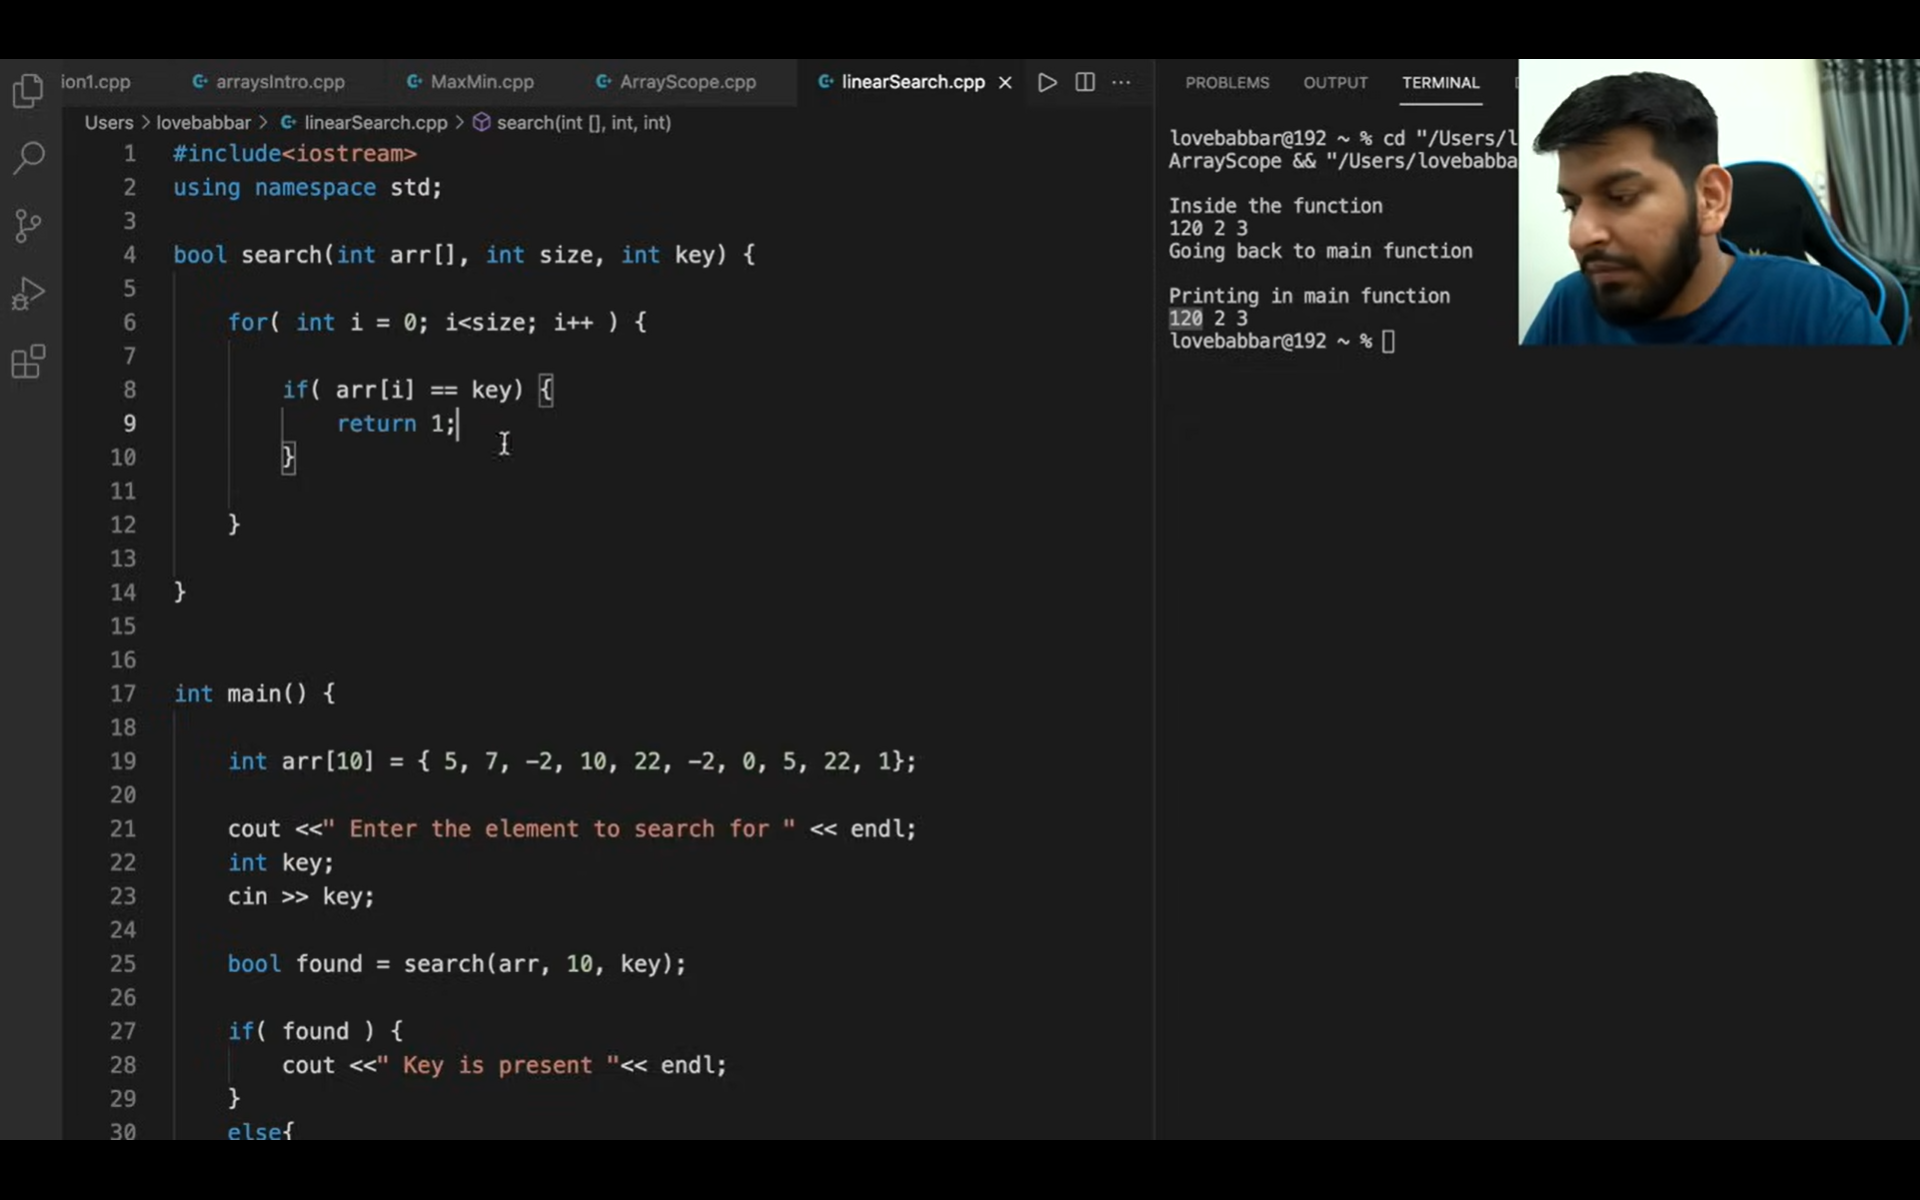 ion1.cpp arraysIntro.cpp MaxMin.cpp ArrayScope.cpp linearSearch.cpp
Users > lovebabbar > linearSearch.cpp > search(int [], int, int)
1 #include<iostream>
2 using namespace std;
3
4 bool search(int arr[], int size, int key) {
5
6 for( int i = 0; i<size; i++ ) {
7
8 if( arr[i] == key) {
9 return 1;
10 }
11
12 }
13
14 }
15
16
17 int main() {
18
19 int arr[10] = { 5, 7, -2, 10, 22, -2, 0, 5, 22, 1};
20
21 cout <<" Enter the element to search for " << endl;
22 int key;
23 cin >> key;
24
25 bool found = search(arr, 10, key);
26
27 if( found ) {
28 cout <<" Key is present "<< endl;
29 }
30 else{
PROBLEMS OUTPUT TERMINAL
lovebabbar@192 ~ % cd "/Users/l
ArrayScope && "/Users/lovebabba
Inside the function
120 2 3
Going back to main function
Printing in main function
120 2 3
lovebabbar@192 ~ %